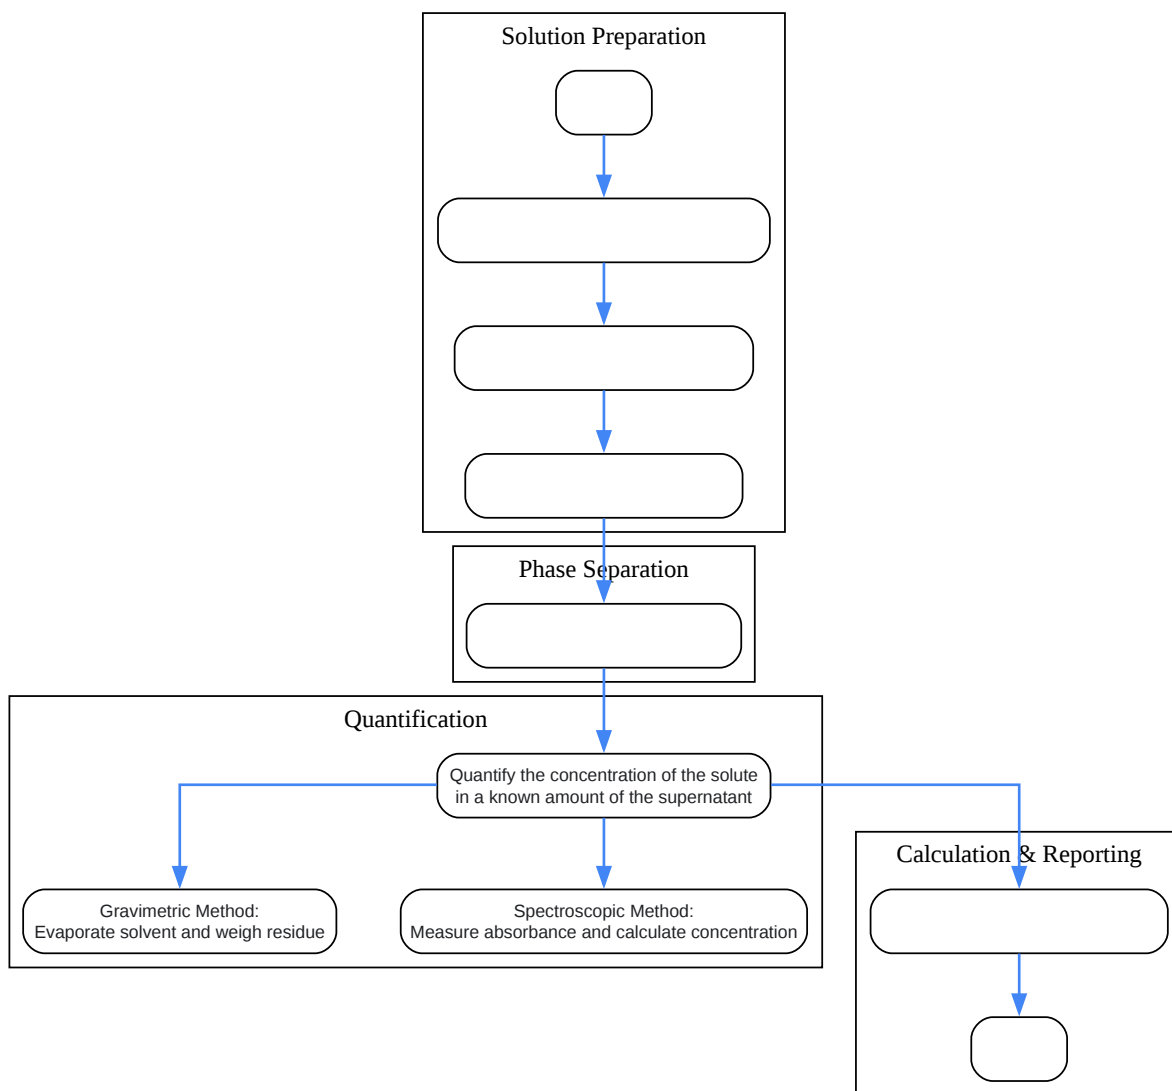 Solution Preparation
Phase Separation
Quantification
Quantify the concentration of the solute
in a known amount of the supernatant
Calculation & Reporting
Gravimetric Method:
Evaporate solvent and weigh residue
Spectroscopic Method:
Measure absorbance and calculate concentration